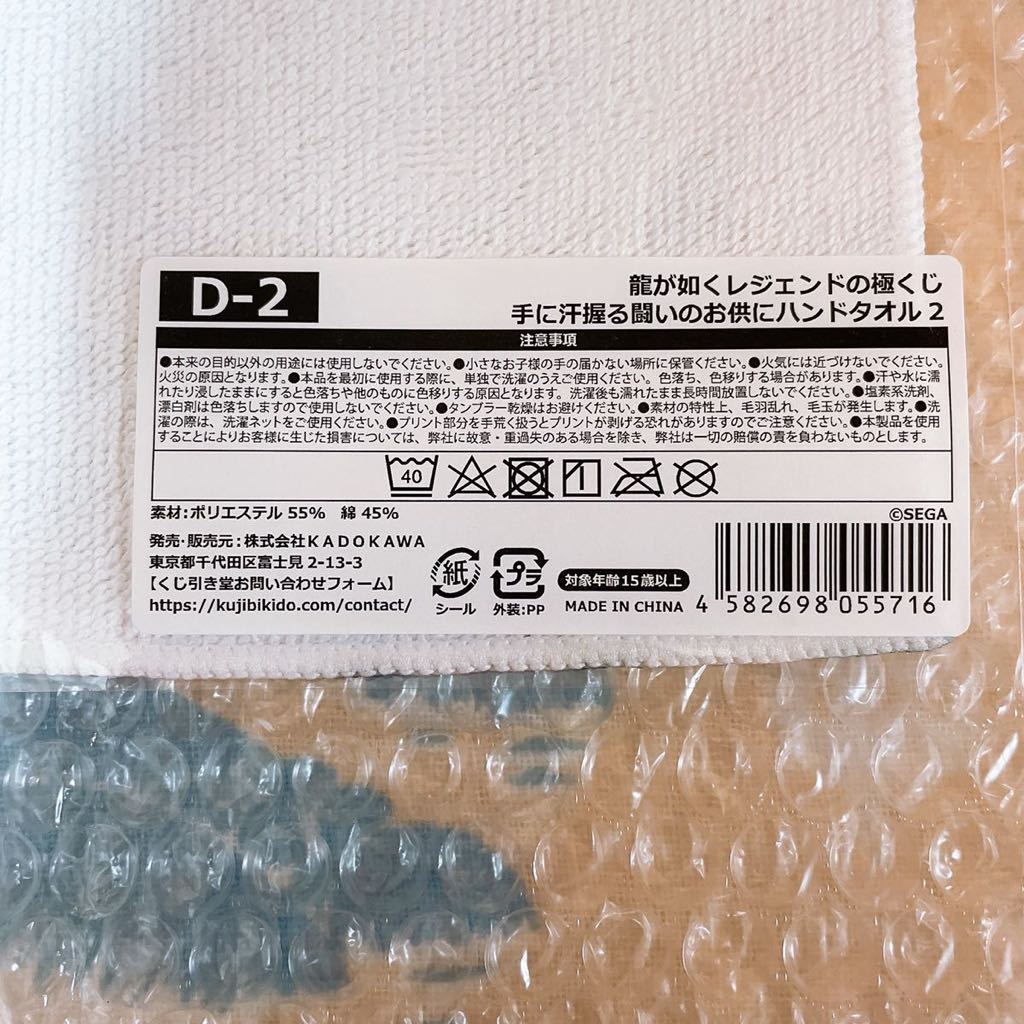 D-2
龍が如くレジェンドの極くじ
手に汗握る闘いのお供にハンドタオル 2
注意事項
●本来の目的以外の用途には使用しないでください。●小さなお子様の手の届かない場所に保管ください。●火気には近づけないでください。
火災の原因となります。●本品を最初に使用する際に、単独で洗濯のうえご使用ください。色落ち、色移りする場合があります。●汗や水に濡
れたり浸したままにすると色落ちや他のものに色移りする原因となります。洗濯後も濡れたまま長時間放置しないでください。●塩素系洗剤、
漂白剤は色落ちしますので使用しないでください。●タンブラー乾燥はお避けください。●素材の特性上、毛羽乱れ、毛玉が発生します。●洗
濯の際は、洗濯ネットをご使用ください。●プリント部分を手荒く扱うとプリントが剥げる恐れがありますのでご注意ください。●本製品を使用
することによりお客様に生じた損害については、弊社に故意・重過失のある場合を除き、弊社は一切の賠償の責を負わないものとします。
40
素材:ポリエステル 55% 綿 45%
©SEGA
発売・販売元:株式会社KADOKAWA
東京都千代田区富士見 2-13-3
【くじ引き堂お問い合わせフォーム】
https://kujibikido.com/contact/
紙
シール
プラ
外装:PP
対象年齢15歳以上
MADE IN CHINA
4 582698 055716